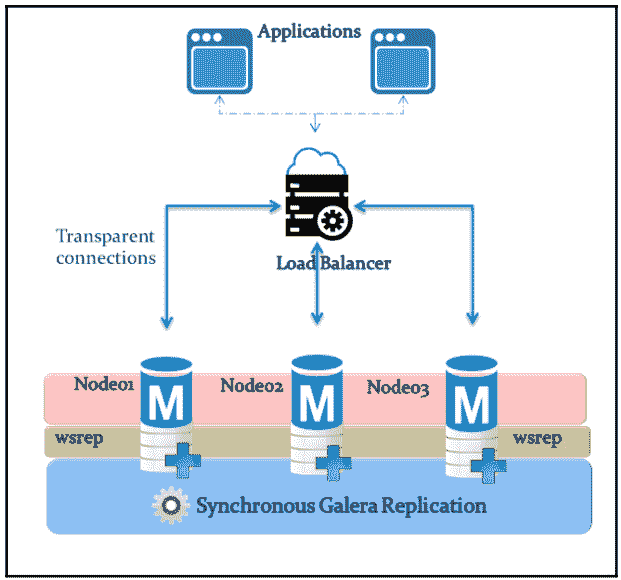 Applications
Transparent
connections
Load Balancer
Node01
Node02
Node03
M
M
M
wsrep
wsrep
Synchronous Galera Replication